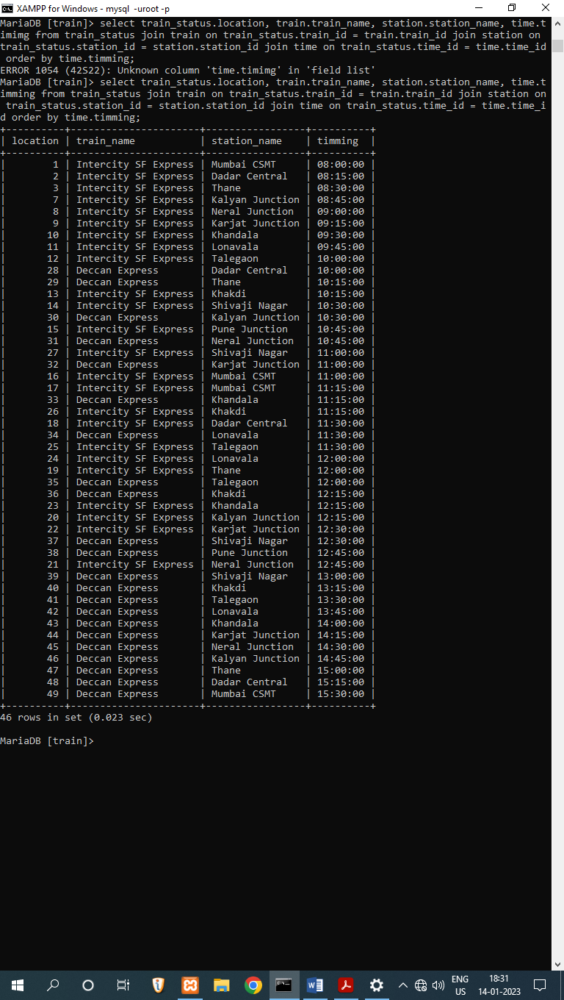 XAMPP for Windows - mysql -uroot -p
MariaDB [train]> select train_status.location, train.train_name, station.station_name, time.t
imimg from train_status join train on train_status.train_id = train.train_id join station on
train_status.station_id = station.station_id join time on train_status.time_id = time.time_id
 order by time.timming;
ERROR 1054 (42S22): Unknown column 'time.timimg' in 'field list'
MariaDB [train]> select train_status.location, train.train_name, station.station_name, time.t
imming from train_status join train on train_status.train_id = train.train_id join station on
 train_status.station_id = station.station_id join time on train_status.time_id = time.time_i
d order by time.timming;
+----------+----------------------+-----------------+----------+
| location | train_name           | station_name    | timming  |
+----------+----------------------+-----------------+----------+
|        1 | Intercity SF Express | Mumbai CSMT     | 08:00:00 |
|        2 | Intercity SF Express | Dadar Central   | 08:15:00 |
|        3 | Intercity SF Express | Thane           | 08:30:00 |
|        7 | Intercity SF Express | Kalyan Junction | 08:45:00 |
|        8 | Intercity SF Express | Neral Junction  | 09:00:00 |
|        9 | Intercity SF Express | Karjat Junction | 09:15:00 |
|       10 | Intercity SF Express | Khandala        | 09:30:00 |
|       11 | Intercity SF Express | Lonavala        | 09:45:00 |
|       12 | Intercity SF Express | Talegaon        | 10:00:00 |
|       28 | Deccan Express       | Dadar Central   | 10:00:00 |
|       29 | Deccan Express       | Thane           | 10:15:00 |
|       13 | Intercity SF Express | Khakdi          | 10:15:00 |
|       14 | Intercity SF Express | Shivaji Nagar   | 10:30:00 |
|       30 | Deccan Express       | Kalyan Junction | 10:30:00 |
|       15 | Intercity SF Express | Pune Junction   | 10:45:00 |
|       31 | Deccan Express       | Neral Junction  | 10:45:00 |
|       27 | Intercity SF Express | Shivaji Nagar   | 11:00:00 |
|       32 | Deccan Express       | Karjat Junction | 11:00:00 |
|       16 | Intercity SF Express | Mumbai CSMT     | 11:00:00 |
|       17 | Intercity SF Express | Mumbai CSMT     | 11:15:00 |
|       33 | Deccan Express       | Khandala        | 11:15:00 |
|       26 | Intercity SF Express | Khakdi          | 11:15:00 |
|       18 | Intercity SF Express | Dadar Central   | 11:30:00 |
|       34 | Deccan Express       | Lonavala        | 11:30:00 |
|       25 | Intercity SF Express | Talegaon        | 11:30:00 |
|       24 | Intercity SF Express | Lonavala        | 12:00:00 |
|       19 | Intercity SF Express | Thane           | 12:00:00 |
|       35 | Deccan Express       | Talegaon        | 12:00:00 |
|       36 | Deccan Express       | Khakdi          | 12:15:00 |
|       23 | Intercity SF Express | Khandala        | 12:15:00 |
|       20 | Intercity SF Express | Kalyan Junction | 12:15:00 |
|       22 | Intercity SF Express | Karjat Junction | 12:30:00 |
|       37 | Deccan Express       | Shivaji Nagar   | 12:30:00 |
|       38 | Deccan Express       | Pune Junction   | 12:45:00 |
|       21 | Intercity SF Express | Neral Junction  | 12:45:00 |
|       39 | Deccan Express       | Shivaji Nagar   | 13:00:00 |
|       40 | Deccan Express       | Khakdi          | 13:15:00 |
|       41 | Deccan Express       | Talegaon        | 13:30:00 |
|       42 | Deccan Express       | Lonavala        | 13:45:00 |
|       43 | Deccan Express       | Khandala        | 14:00:00 |
|       44 | Deccan Express       | Karjat Junction | 14:15:00 |
|       45 | Deccan Express       | Neral Junction  | 14:30:00 |
|       46 | Deccan Express       | Kalyan Junction | 14:45:00 |
|       47 | Deccan Express       | Thane           | 15:00:00 |
|       48 | Deccan Express       | Dadar Central   | 15:15:00 |
|       49 | Deccan Express       | Mumbai CSMT     | 15:30:00 |
+----------+----------------------+-----------------+----------+
46 rows in set (0.023 sec)
MariaDB [train]>
ENG
US
18:31
14-01-2023